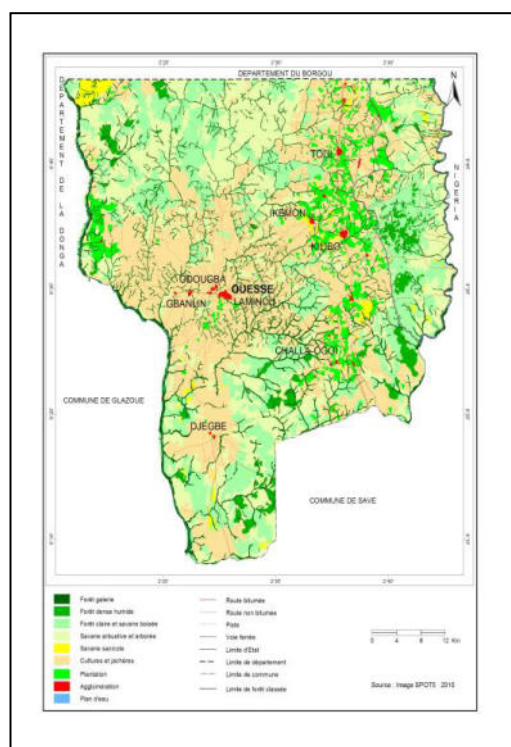 DEPARTEMENT DU BORGOU
N
DEPARTEMENT DE LA DONGA
NIGERIA
TOUI
IKEMON
KILIBO
ODOUGBA
OUESSE
GBANLIN
LAMINOU
CHALLA-OGOI
COMMUNE DE GLAZOUE
DJEGBE
COMMUNE DE SAVE
Forêt galerie
Forêt dense humide
Forêt claire et savane boisée
Savane arbustive et arborée
Savane saxicole
Cultures et jachères
Plantation
Agglomération
Plan d'eau
Route bitumée
Route non bitumée
Piste
Voie ferrée
Limite d'Etat
Limite de département
Limite de commune
Limite de forêt classée
0 6 12 Km
Source : Image SPOT5 2015